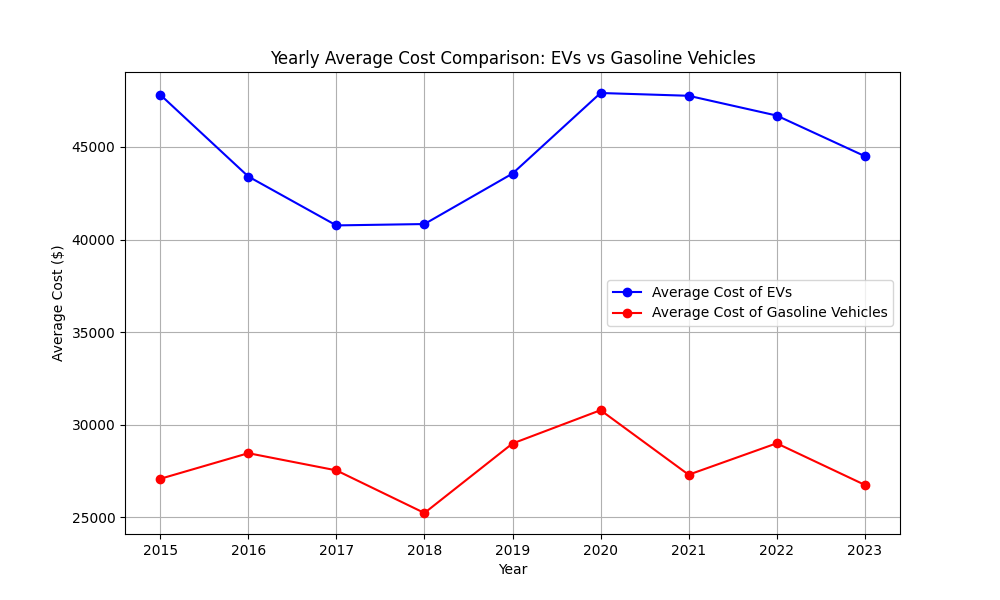 Yearly Average Cost Comparison: EVs vs Gasoline Vehicles
Average Cost ($)
45000
40000
35000
30000
25000
Average Cost of EVs
Average Cost of Gasoline Vehicles
2015 2016 2017 2018 2019 2020 2021 2022 2023
Year